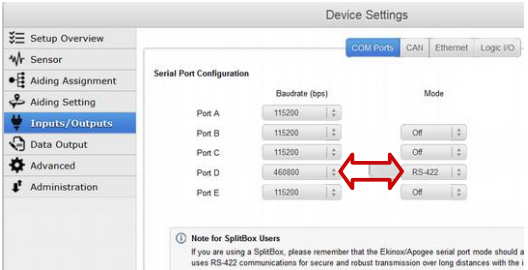 Device Settings
Setup Overview
Sensor
Aiding Assignment
Aiding Setting
Inputs/Outputs
Data Output
Advanced
Administration
COM Ports CAN Ethernet Logic I/O
Serial Port Configuration
Baudrate (bps) Mode
Port A 115200
Port B 115200 Off
Port C 115200 Off
Port D 460800 RS-422
Port E 115200 Off
Note for SplitBox Users
If you are using a SplitBox, please remember that the Ekinox/Apogee serial port mode should a
uses RS-422 communications for secure and robust transmission over long distances with the i